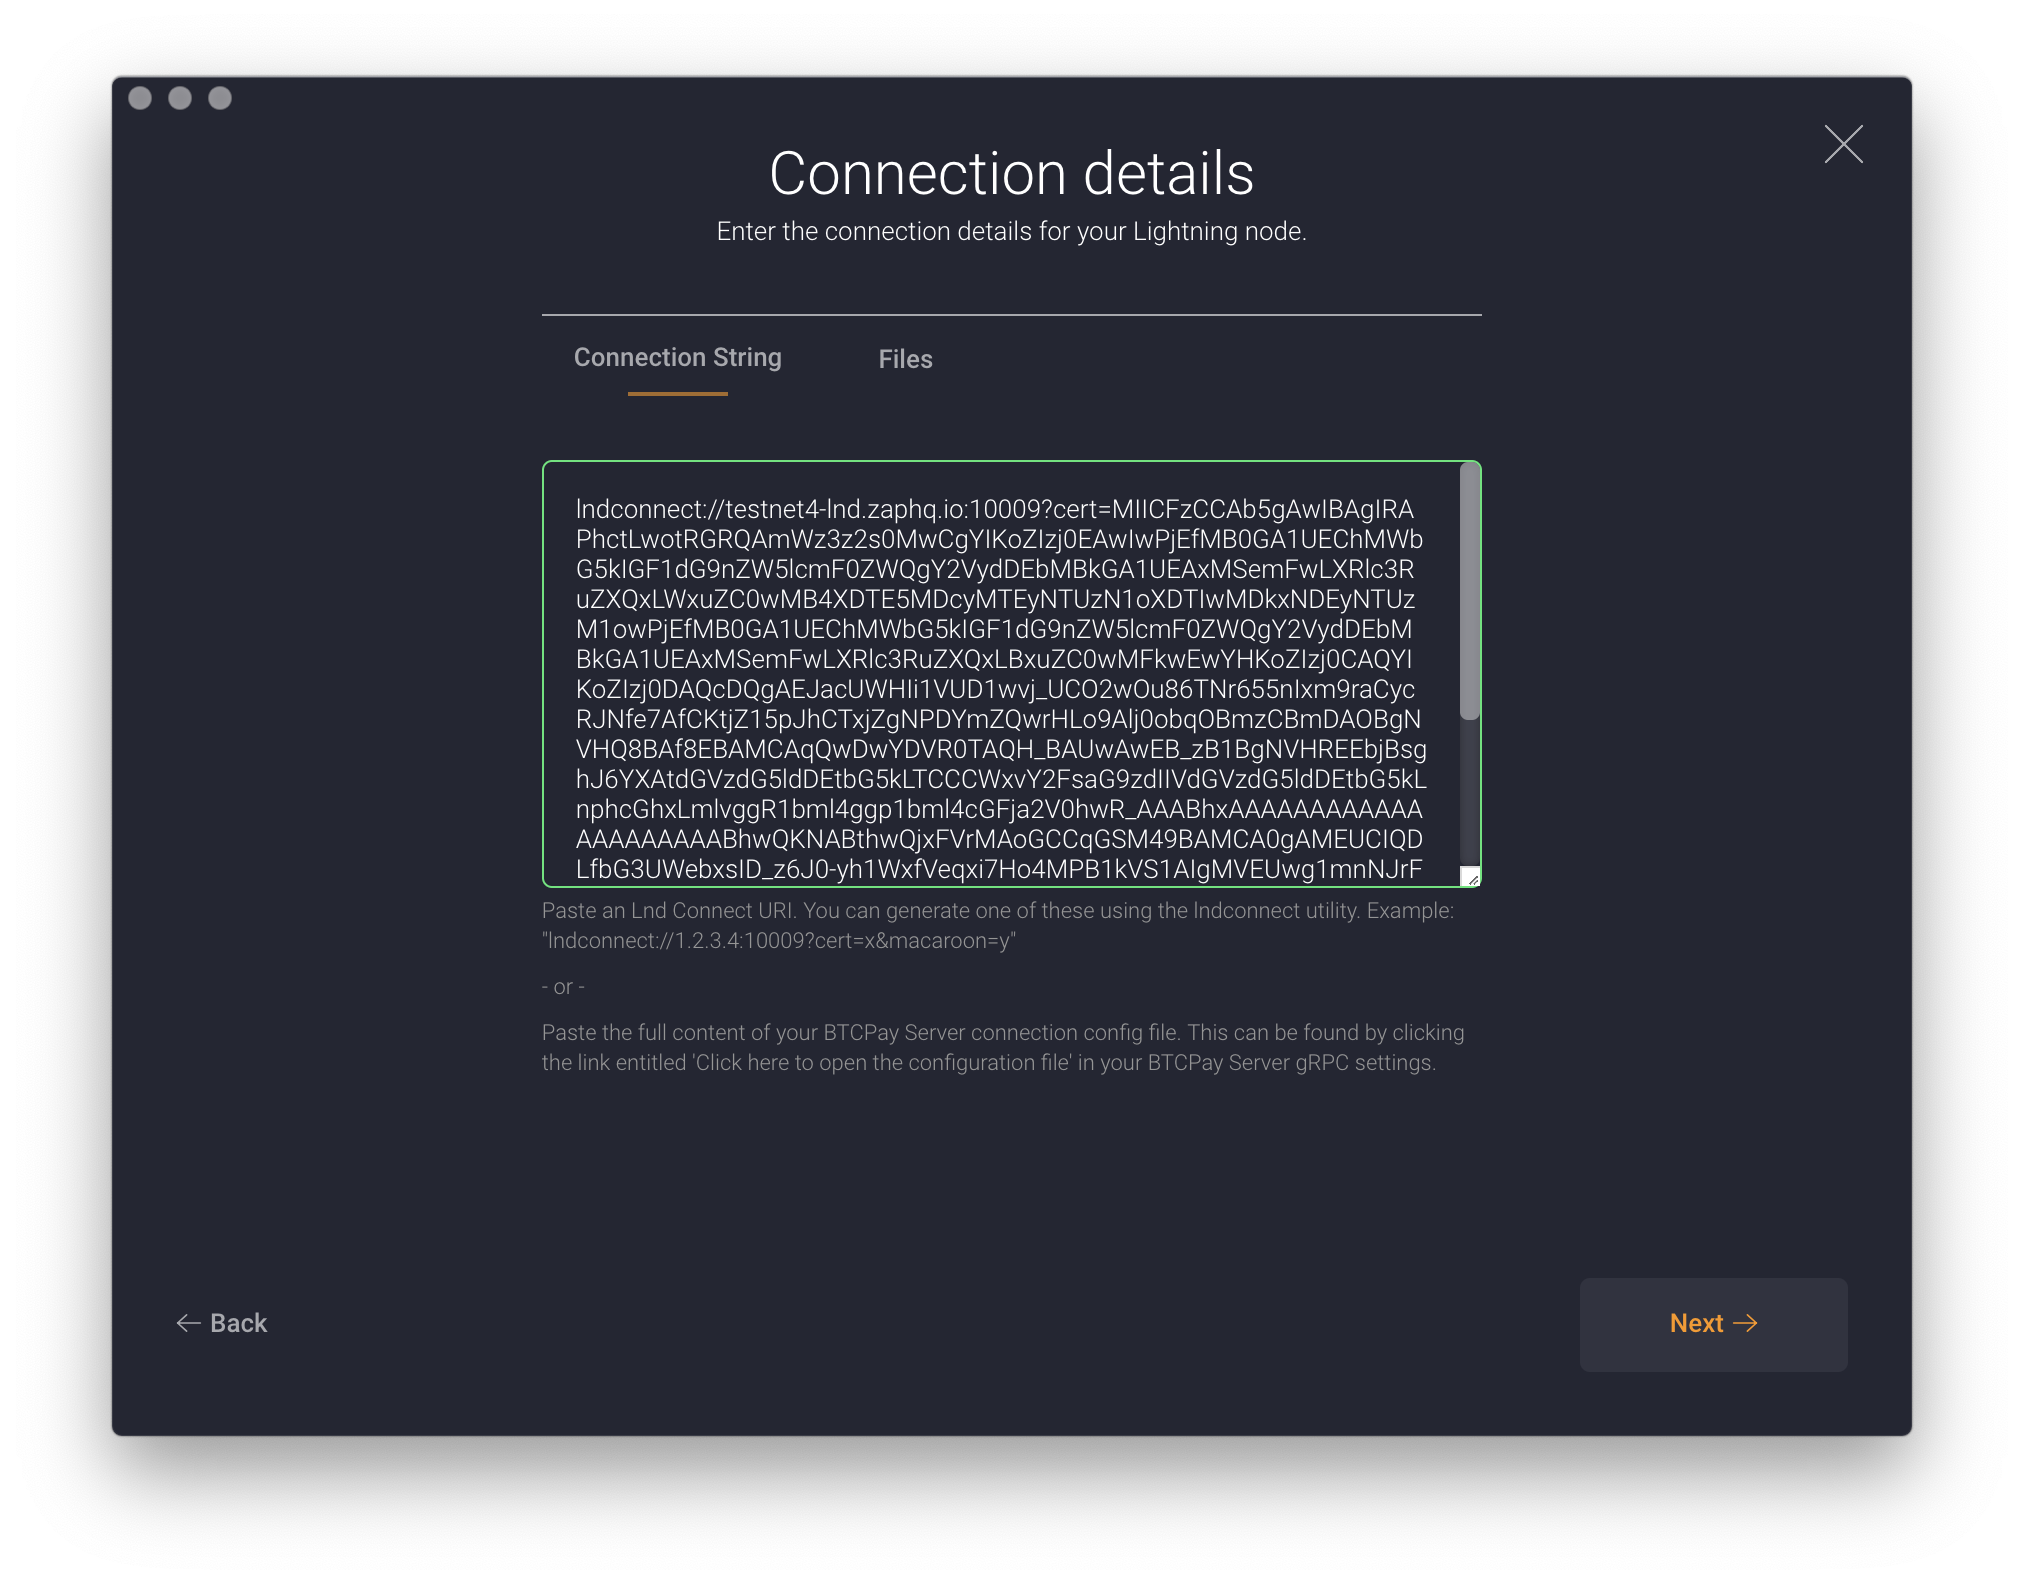 Connection details
Enter the connection details for your Lightning node.
Connection String
Files
lndconnect://testnet4-lnd.zaphq.io:10009?cert=MIICFzCCAb5gAwIBAgIRA
PhctLwotRGRQAmWz3z2s0MwCgYIKoZIzj0EAwIwPjEfMB0GA1UEChMWb
G5kIGF1dG9nZW5lcmF0ZWQgY2VydDEbMBkGA1UEAxMSemFwLXRlc3R
uZXQxLWxuZC0wMB4XDTE5MDcyMTEyNTUzN1oXDTIwMDkxNDEyNTUz
M1owPjEfMB0GA1UEChMWbG5kIGF1dG9nZW5lcmF0ZWQgY2VydDEbM
BkGA1UEAxMSemFwLXRlc3RuZXQxLBxuZC0wMFkwEwYHKoZIzj0CAQYI
KoZIzj0DAQcDQgAEJacUWHIi1VUD1wvj_UCO2wOu86TNr655nIxm9raCyc
RJNfe7AfCKtjZ15pJhCTxjZgNPDYmZQwrHLo9Alj0obqOBmzCBmDAOBgN
VHQ8BAf8EBAMCAqQwDwYDVR0TAQH_BAUwAwEB_zB1BgNVHREEbjBsg
hJ6YXAtdGVzdG5ldDEtbG5kLTCCCWxvY2FsaG9zdIIVdGVzdG5ldDEtbG5kL
nphcGhxLmlvggR1bml4ggp1bml4cGFja2V0hwR_AAABhxAAAAAAAAAAAA
AAAAAAAAABhwQKNABthwQjxFVrMAoGCCqGSM49BAMCA0gAMEUCIQD
LfbG3UWebxsID_z6J0-yh1WxfVeqxi7Ho4MPB1kVS1AIgMVEUwg1mnNJrF
Paste an Lnd Connect URI. You can generate one of these using the lndconnect utility. Example:
"lndconnect://1.2.3.4:10009?cert=x&macaroon=y"
- or -
Paste the full content of your BTCPay Server connection config file. This can be found by clicking
the link entitled 'Click here to open the configuration file' in your BTCPay Server gRPC settings.
Back
Next